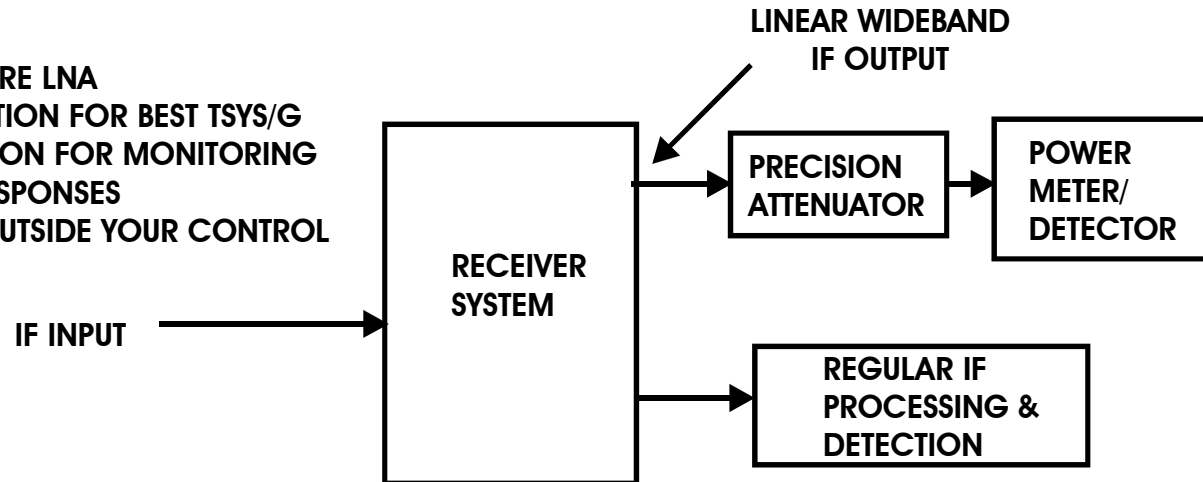 LINEAR WIDEBAND
IF OUTPUT
RE LNA
TION FOR BEST TSYS/G
ON FOR MONITORING
SPONSES
UTSIDE YOUR CONTROL
PRECISION
ATTENUATOR
POWER
METER/
DETECTOR
RECEIVER
SYSTEM
IF INPUT
REGULAR IF
PROCESSING &
DETECTION